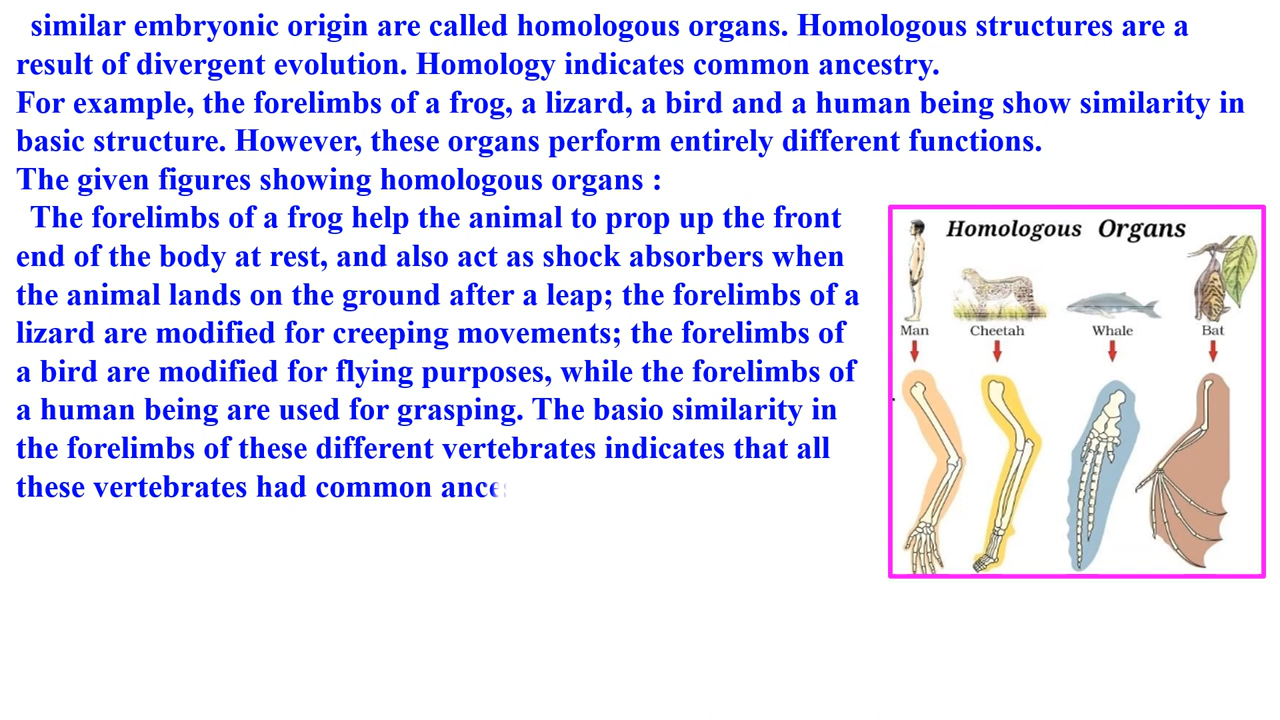 similar embryonic origin are called homologous organs. Homologous structures are a
result of divergent evolution. Homology indicates common ancestry.
For example, the forelimbs of a frog, a lizard, a bird and a human being show similarity in
basic structure. However, these organs perform entirely different functions.
The given figures showing homologous organs :
The forelimbs of a frog help the animal to prop up the front
end of the body at rest, and also act as shock absorbers when
the animal lands on the ground after a leap; the forelimbs of a
lizard are modified for creeping movements; the forelimbs of
a bird are modified for flying purposes, while the forelimbs of
a human being are used for grasping. The basio similarity in
the forelimbs of these different vertebrates indicates that all
these vertebrates had common
Homologous Organs
Man Cheetah Whale Bat